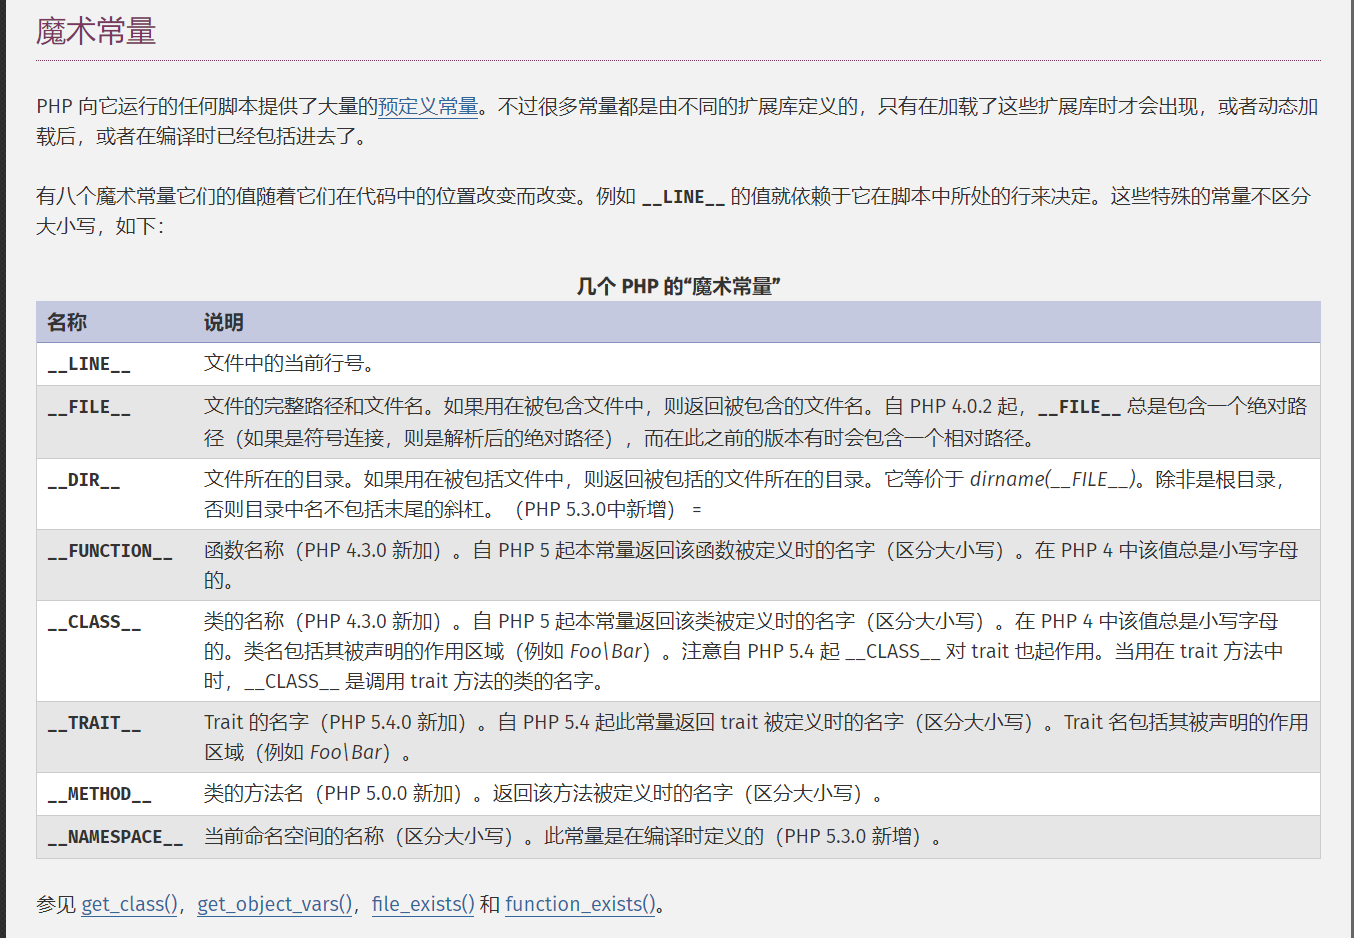 魔术常量
PHP 向它运行的任何脚本提供了大量的预定义常量。不过很多常量都是由不同的扩展库定义的，只有在加载了这些扩展库时才会出现，或者动态加
载后，或者在编译时已经包括进去了。
有八个魔术常量它们的值随着它们在代码中的位置改变而改变。例如 __LINE__ 的值就依赖于它在脚本中所处的行来决定。这些特殊的常量不区分
大小写，如下：
几个 PHP 的“魔术常量”
名称 说明
__LINE__ 文件中的当前行号。
__FILE__ 文件的完整路径和文件名。如果用在被包含文件中，则返回被包含的文件名。自 PHP 4.0.2 起，__FILE__ 总是包含一个绝对路
径（如果是符号连接，则是解析后的绝对路径），而在此之前的版本有时会包含一个相对路径。
__DIR__ 文件所在的目录。如果用在被包括文件中，则返回被包括的文件所在的目录。它等价于 dirname(__FILE__)。除非是根目录，
否则目录中名不包括末尾的斜杠。（PHP 5.3.0中新增） =
__FUNCTION__ 函数名称（PHP 4.3.0 新加）。自 PHP 5 起本常量返回该函数被定义时的名字（区分大小写）。在 PHP 4 中该值总是小写字母
的。
__CLASS__ 类的名称（PHP 4.3.0 新加）。自 PHP 5 起本常量返回该类被定义时的名字（区分大小写）。在 PHP 4 中该值总是小写字母
的。类名包括其被声明的作用区域（例如 Foo\Bar）。注意自 PHP 5.4 起 __CLASS__ 对 trait 也起作用。当用在 trait 方法中
时，__CLASS__ 是调用 trait 方法的类的名字。
__TRAIT__ Trait 的名字（PHP 5.4.0 新加）。自 PHP 5.4 起此常量返回 trait 被定义时的名字（区分大小写）。Trait 名包括其被声明的作用
区域（例如 Foo\Bar）。
__METHOD__ 类的方法名（PHP 5.0.0 新加）。返回该方法被定义时的名字（区分大小写）。
__NAMESPACE__ 当前命名空间的名称（区分大小写）。此常量是在编译时定义的（PHP 5.3.0 新增）。
参见 get_class()，get_object_vars()，file_exists() 和 function_exists()。